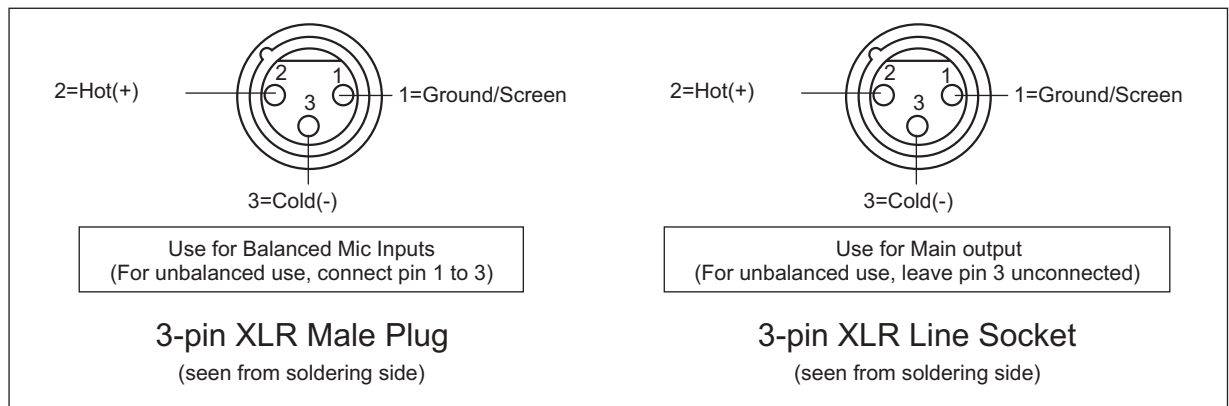 2
1
3
2=Hot(+)
1=Ground/Screen
3=Cold(-)
Use for Balanced Mic Inputs
(For unbalanced use, connect pin 1 to 3)
3-pin XLR Male Plug
(seen from soldering side)
2
1
3
2=Hot(+)
1=Ground/Screen
3=Cold(-)
Use for Main output
(For unbalanced use, leave pin 3 unconnected)
3-pin XLR Line Socket
(seen from soldering side)